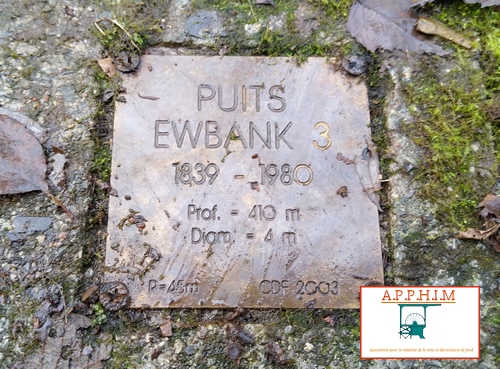 PUITS
EWBANK 3
1839 - 1980
Prof. = 410 m
Diam. = 4 m
R=45m CDF 2003
A.P.P.H.I.M